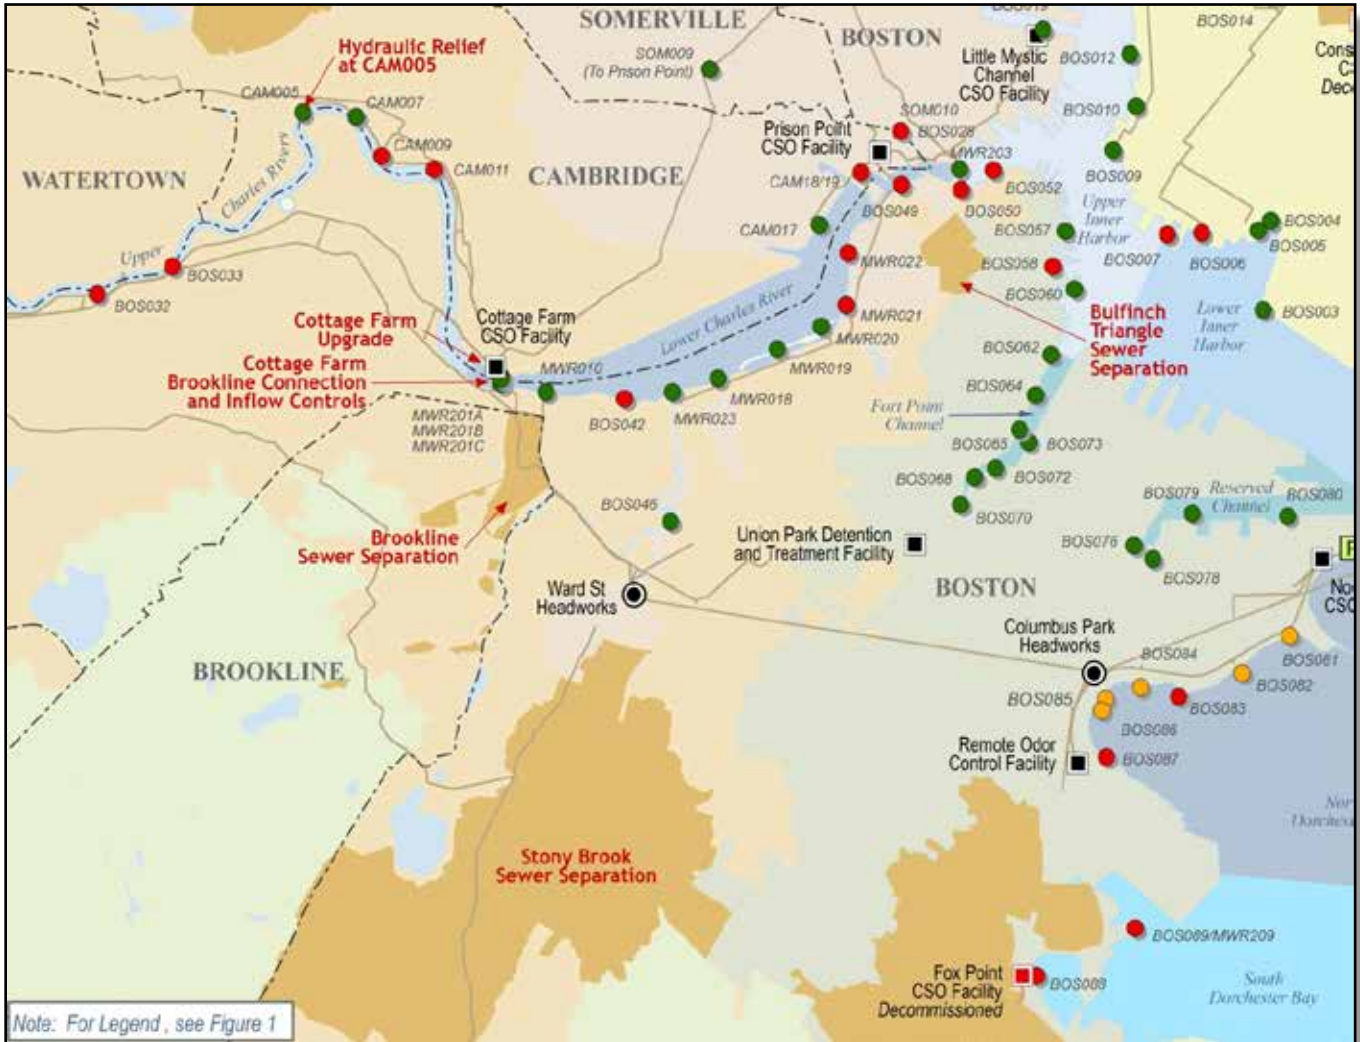 SOMERVILLE
BOSTON
BOS019
BOS014
Hydraulic Relief
at CAM005
SOM009
(To Prison Point)
Little Mystic
Channel
CSO Facility
BOS012
CAM005
CAM007
BOS010
SOM010
BOS028
Prison Point
CSO Facility
MWR203
CAM009
CAM011
WATERTOWN
Charles Rivers
CAMBRIDGE
CAM18/19
BOS009
BOS052
BOS049
BOS050
Upper
Inner
Harbor
BOS004
BOS005
CAM017
BOS057
BOS007
BOS006
Upper
BOS033
MWR022
BOS058
BOS060
BOS032
Cottage Farm
Upgrade
Cottage Farm
CSO Facility
Lower Charles River
MWR021
Bulfinch
Triangle
Sewer
Separation
Lower
Inner
Harbor
BOS003
MWR020
Cottage Farm
Brookline Connection
and Inflow Controls
MWR010
MWR019
BOS062
BOS064
MWR018
MWR201A
MWR201B
MWR201C
BOS042
MWR023
Fort Point
Channel
BOS065
BOS073
BOS068
BOS072
BOS070
BOS079
Reserved
Channel
BOS080
BOS046
Brookline
Sewer Separation
Union Park Detention
and Treatment Facility
BOS076
BOS078
Ward St
Headworks
BOSTON
CSO
Columbus Park
Headworks
BROOKLINE
BOS084
BOS081
BOS082
BOS085
BOS083
BOS086
Remote Odor
Control Facility
BOS087
Stony Brook
Sewer Separation
BOS089/MWR209
Fox Point
CSO Facility
Decommissioned
BOS088
South
Dorchester Bay
Note: For Legend , see Figure 1